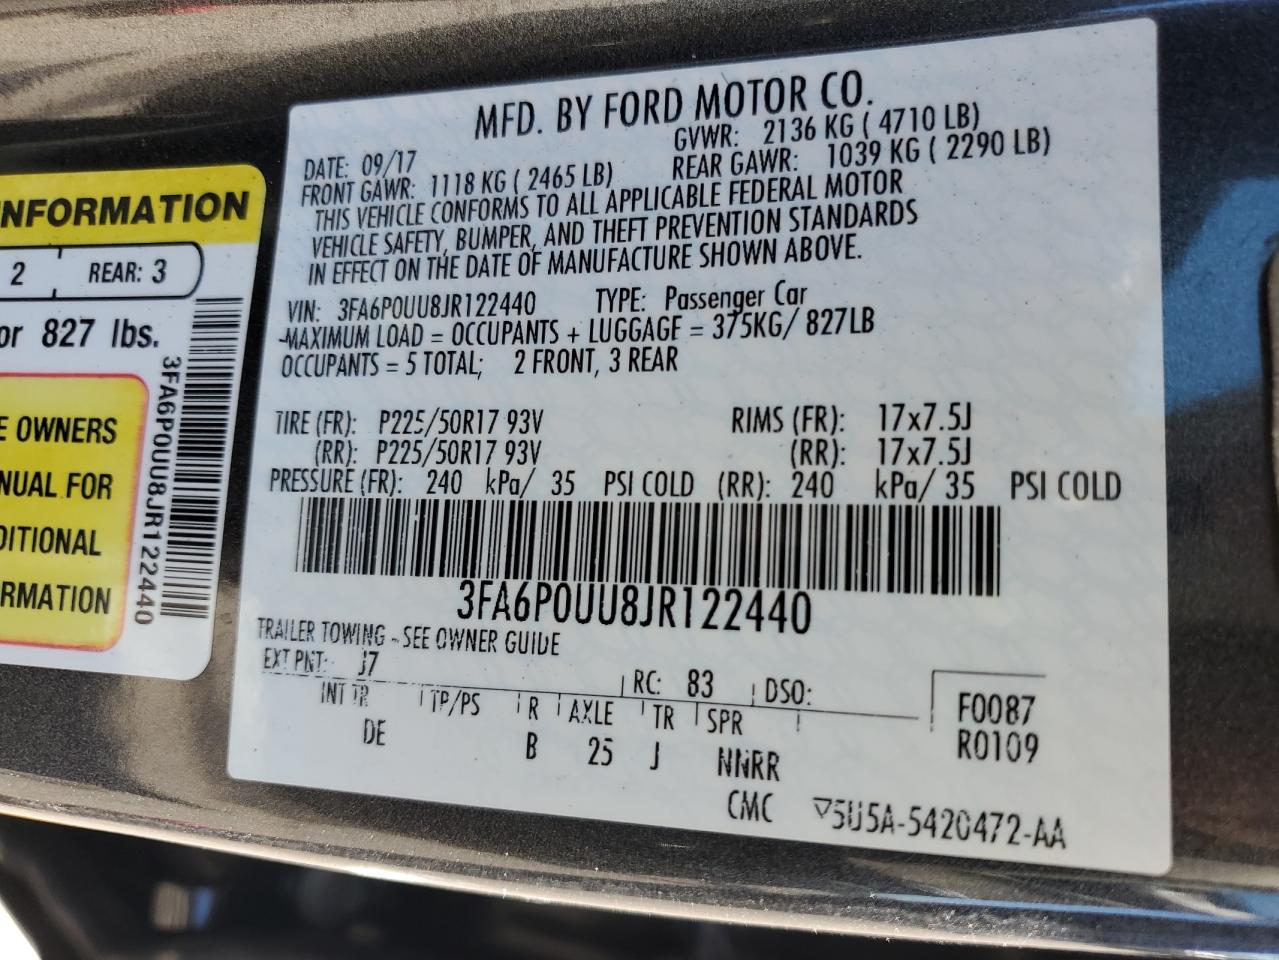 NFORMATION
2 REAR: 3
or 827 lbs.
E OWNERS
NUAL FOR
DITIONAL
RMATION
3FA6P0UU8JR122440
MFD. BY FORD MOTOR CO.
DATE: 09/17 GVWR: 2136 KG ( 4710 LB)
FRONT GAWR: 1118 KG ( 2465 LB) REAR GAWR: 1039 KG ( 2290 LB)
THIS VEHICLE CONFORMS TO ALL APPLICABLE FEDERAL MOTOR
VEHICLE SAFETY, BUMPER, AND THEFT PREVENTION STANDARDS
IN EFFECT ON THE DATE OF MANUFACTURE SHOWN ABOVE.
VIN: 3FA6P0UU8JR122440 TYPE: Passenger Car
MAXIMUM LOAD = OCCUPANTS + LUGGAGE = 375KG/ 827LB
OCCUPANTS = 5 TOTAL; 2 FRONT, 3 REAR
TIRE (FR): P225/50R17 93V RIMS (FR): 17x7.5J
(RR): P225/50R17 93V (RR): 17x7.5J
PRESSURE (FR): 240 kPa/ 35 PSI COLD (RR): 240 kPa/ 35 PSI COLD
3FA6P0UU8JR122440
TRAILER TOWING - SEE OWNER GUIDE
EXT PNT: J7 RC: 83 DSO:
INT TR TP/PS R AXLE TR SPR F0087
DE B 25 J NNRR R0109
CMC ▽5U5A-5420472-AA